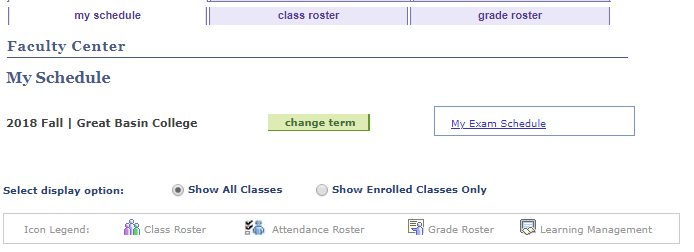 my schedule class roster grade roster
Faculty Center
My Schedule
2018 Fall | Great Basin College change term My Exam Schedule
Select display option: Show All Classes Show Enrolled Classes Only
Icon Legend: Class Roster Attendance Roster Grade Roster Learning Management